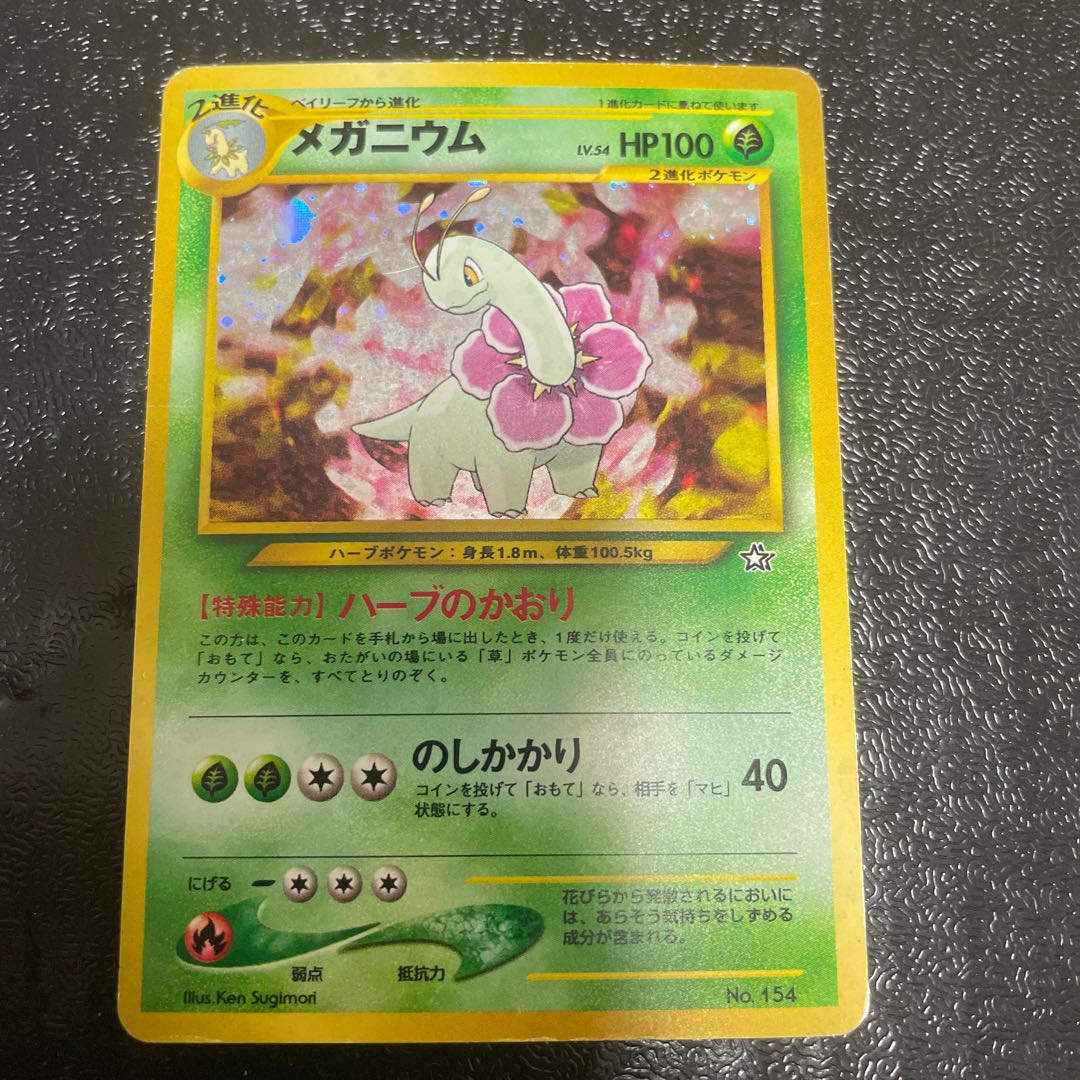 2進化
ベイリーフから進化
1進化カードに重ねて使います
メガニウム
LV.54 HP100
2進化ポケモン
ハーブポケモン：身長1.8m、体重100.5kg
【特殊能力】ハーブのかおり
この力は、このカードを手札から場に出したとき、1度だけ使える。コインを投げて
「おもて」なら、おたがいの場にいる「草」ポケモン全員にのっているダメージ
カウンターを、すべてとりのぞく。
のしかかり
40
コインを投げて「おもて」なら、相手を「マヒ」
状態にする。
にげる
弱点
抵抗力
花びらから発散されるにおいに
は、あらそう気持ちをしずめる
成分が含まれる。
Illus.Ken Sugimori
No. 154